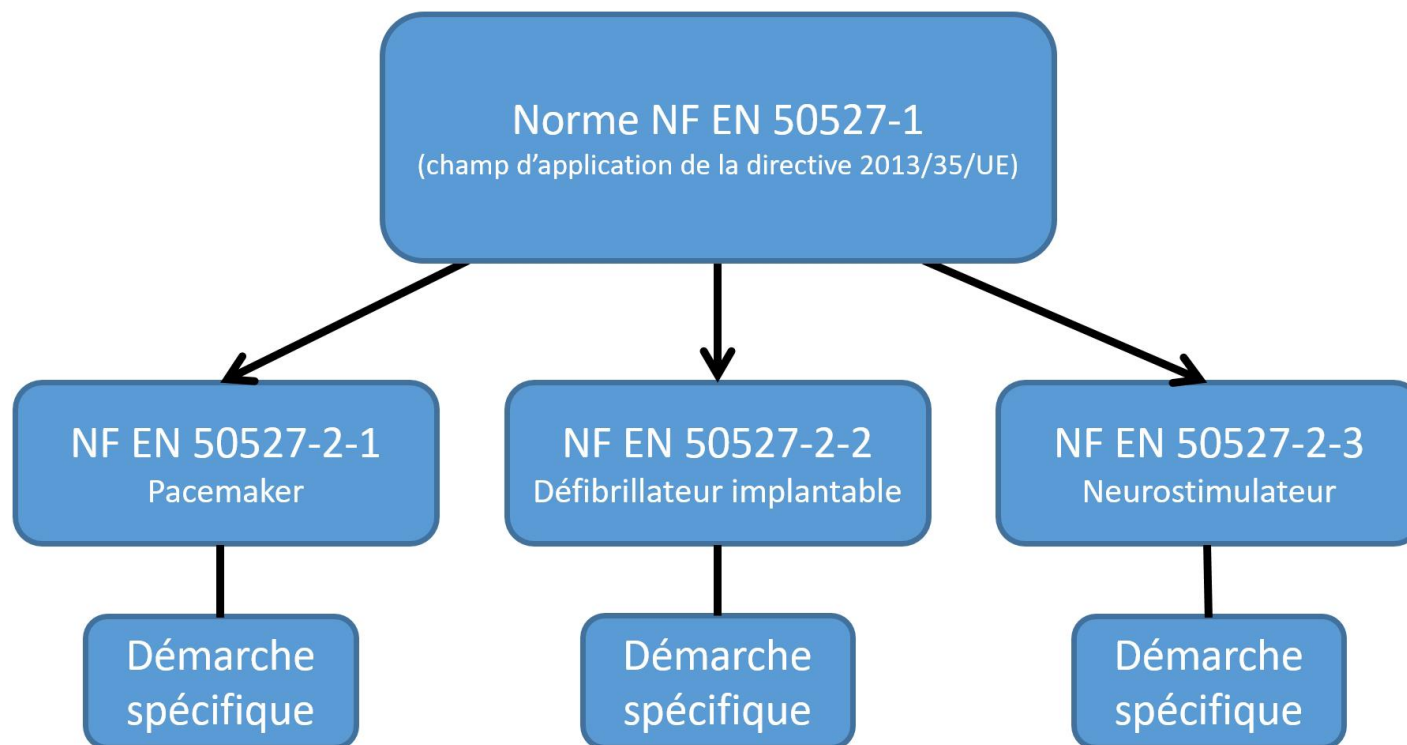 Norme NF EN 50527-1
(champ d’application de la directive 2013/35/UE)
NF EN 50527-2-1
Pacemaker
NF EN 50527-2-2
Défibrillateur implantable
NF EN 50527-2-3
Neurostimulateur
Démarche
spécifique
Démarche
spécifique
Démarche
spécifique